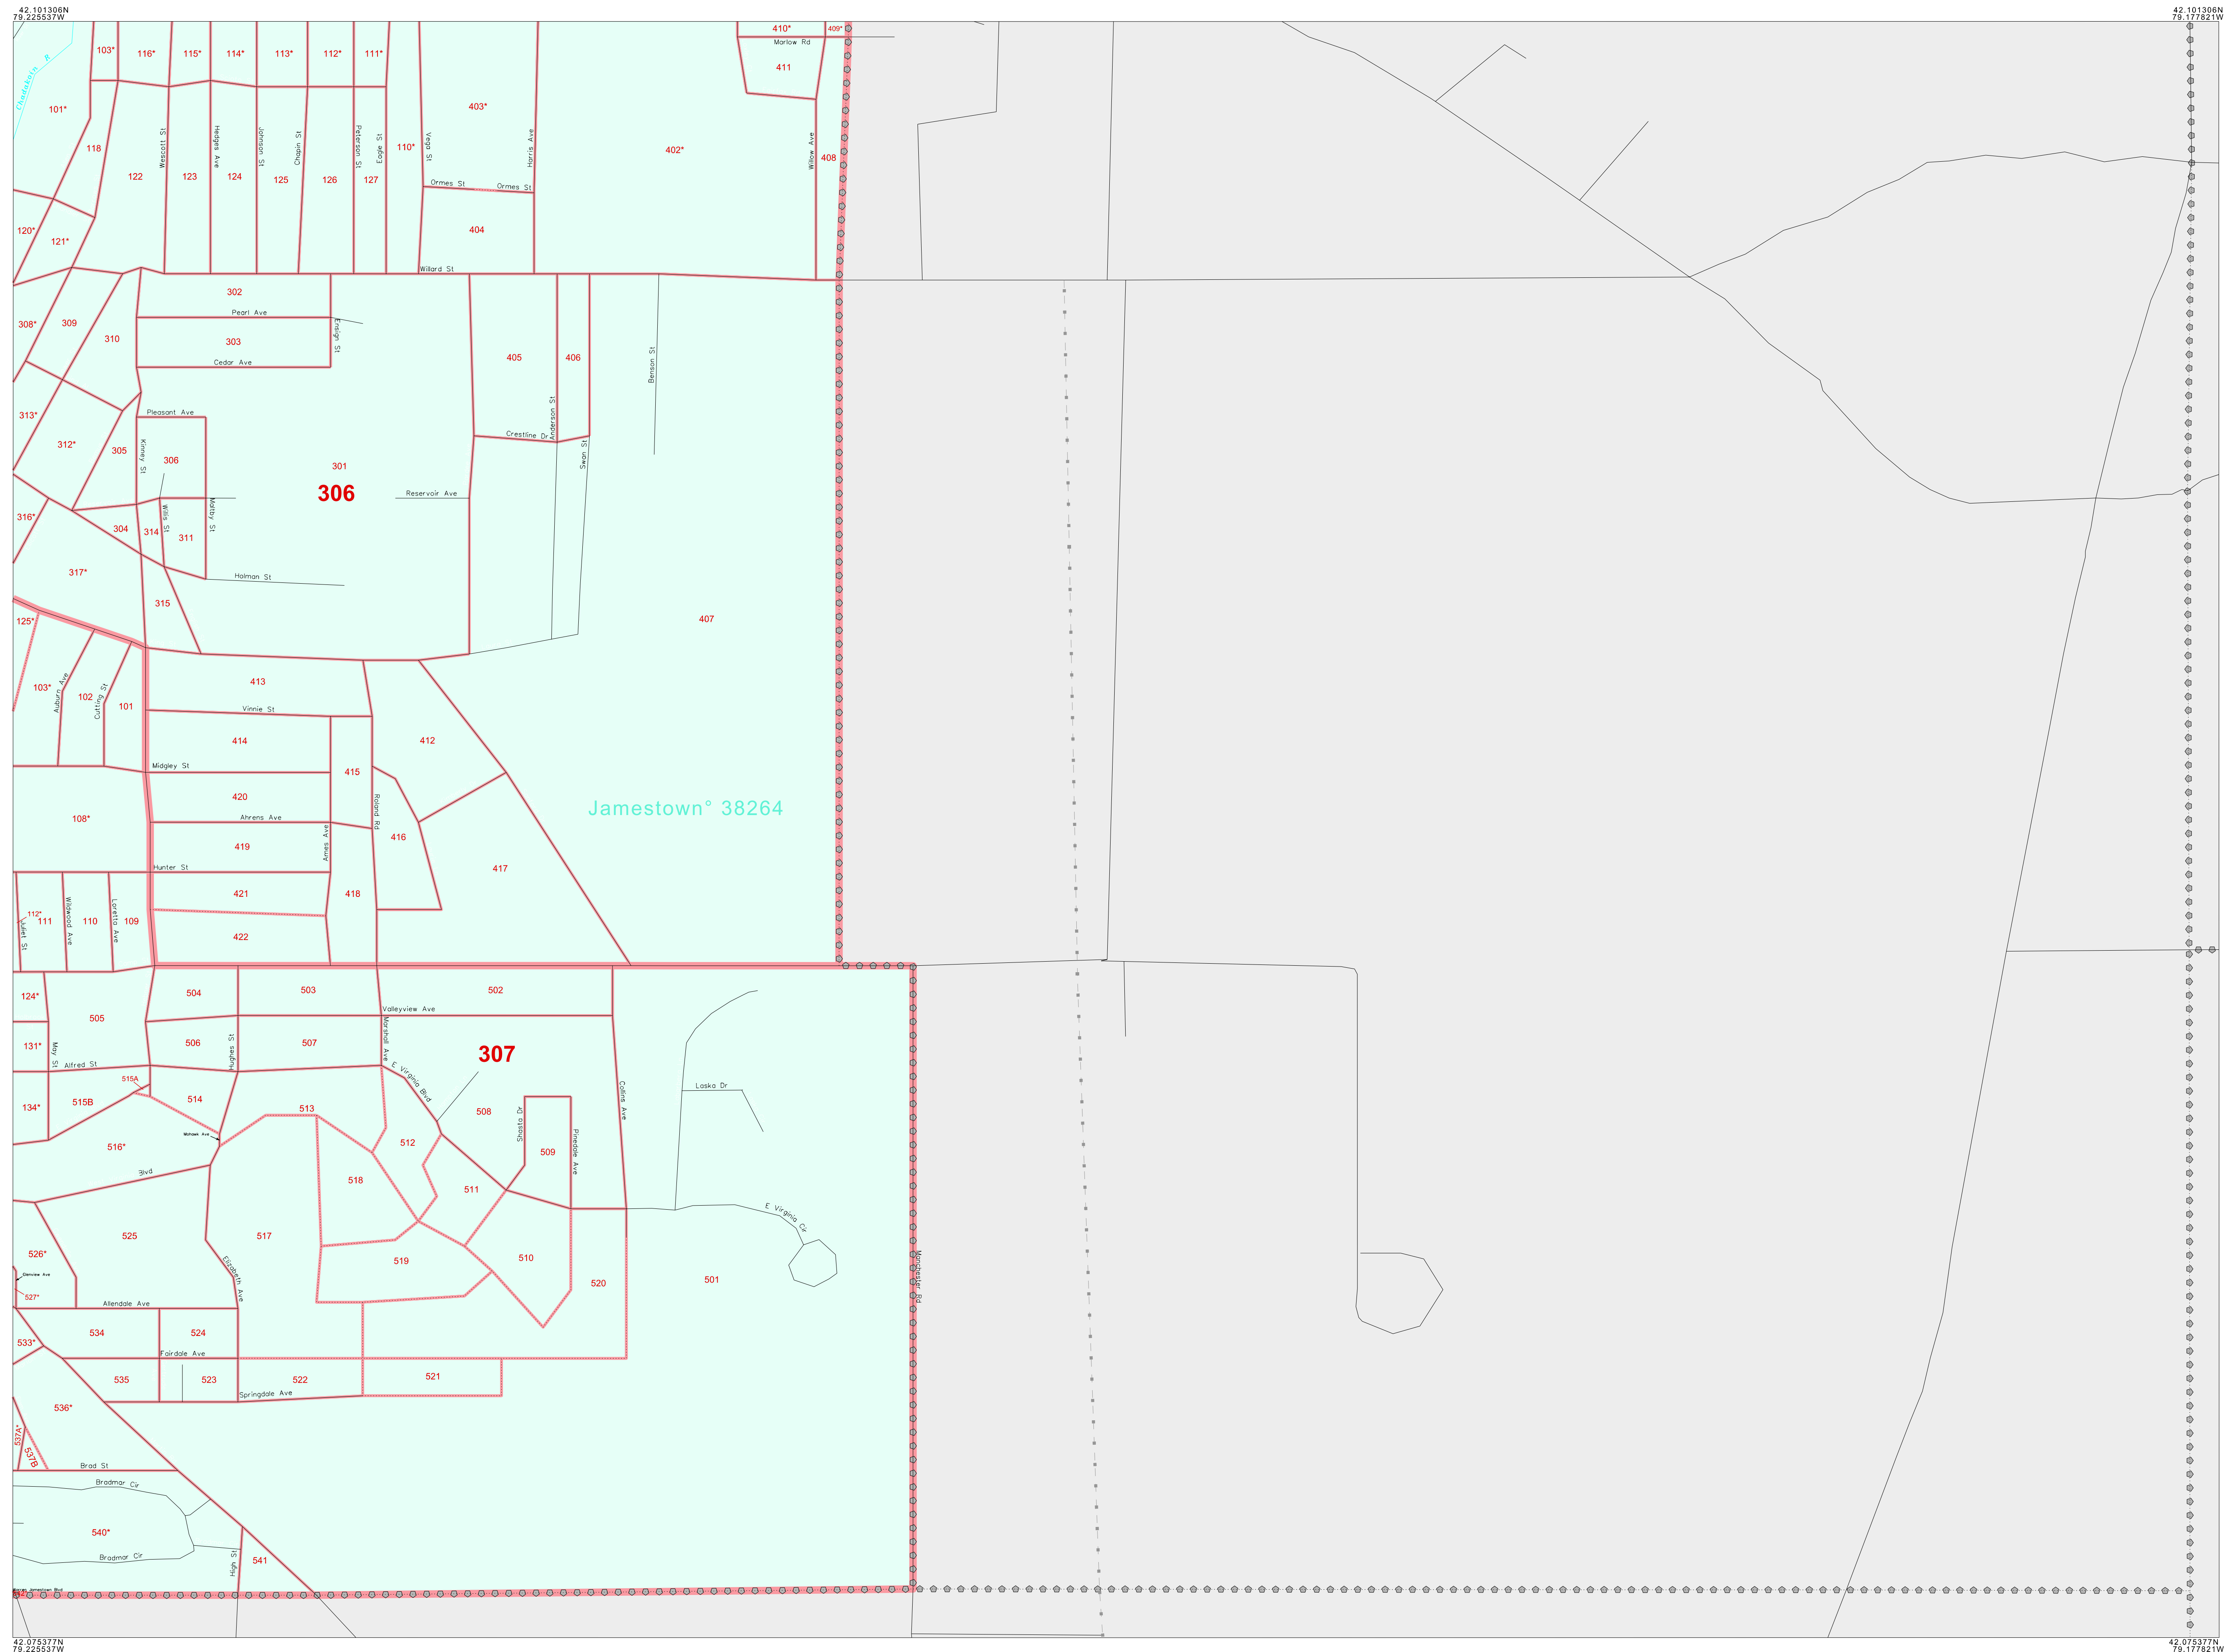 42.101306N
79.225537W
42.101306N
79.177821W
410*
409*
Marlow Rd
411
103*
116*
115*
114*
113*
112*
111*
Chadakoin R
101*
403*
118
Wescott St
Hedges Ave
Johnson St
Chapin St
Peterson St
Eagle St
110*
Vega St
Harris Ave
402*
Willow Ave
408
122
123
124
125
126
127
Ormes St
Ormes St
120*
121*
404
Willard St
302
Pearl Ave
308*
309
310
303
Ensign St
Cedar Ave
405
406
Benson St
Pleasant Ave
313*
312*
305
Kinney St
306
Anderson St
Crestline Dr
Swan St
301
306
Reservoir Ave
316*
304
314
Willis St
311
Maltby St
317*
Holman St
315
407
125*
103*
Auburn Ave
102
Cutting St
101
413
Vinnie St
414
412
Midgley St
415
420
Roland Rd
Jamestown° 38264
108*
Ahrens Ave
419
Ames Ave
416
Hunter St
417
421
418
112*
111
Juliet St
Wildwood Ave
110
Loretta Ave
109
422
124*
505
504
503
502
Valleyview Ave
131*
May St
506
Hughes St
507
Marshall Ave
307
Alfred St
515A
E Virginia Blvd
Collins Ave
Laska Dr
134*
515B
514
513
508
Shasta Dr
Mohawk Ave
516*
512
509
Pinedale Ave
Blvd
518
511
E Virginia Cir
525
517
526*
Glenview Ave
527*
Elizabeth Ave
519
510
520
501
Manchester Rd
Allendale Ave
533*
534
524
Fairdale Ave
535
523
522
521
Springdale Ave
536*
537A*
537B
Brad St
Bradmar Cir
540*
Bradmar Cir
High St
541
42.075377N
79.225537W
42.075377N
79.177821W